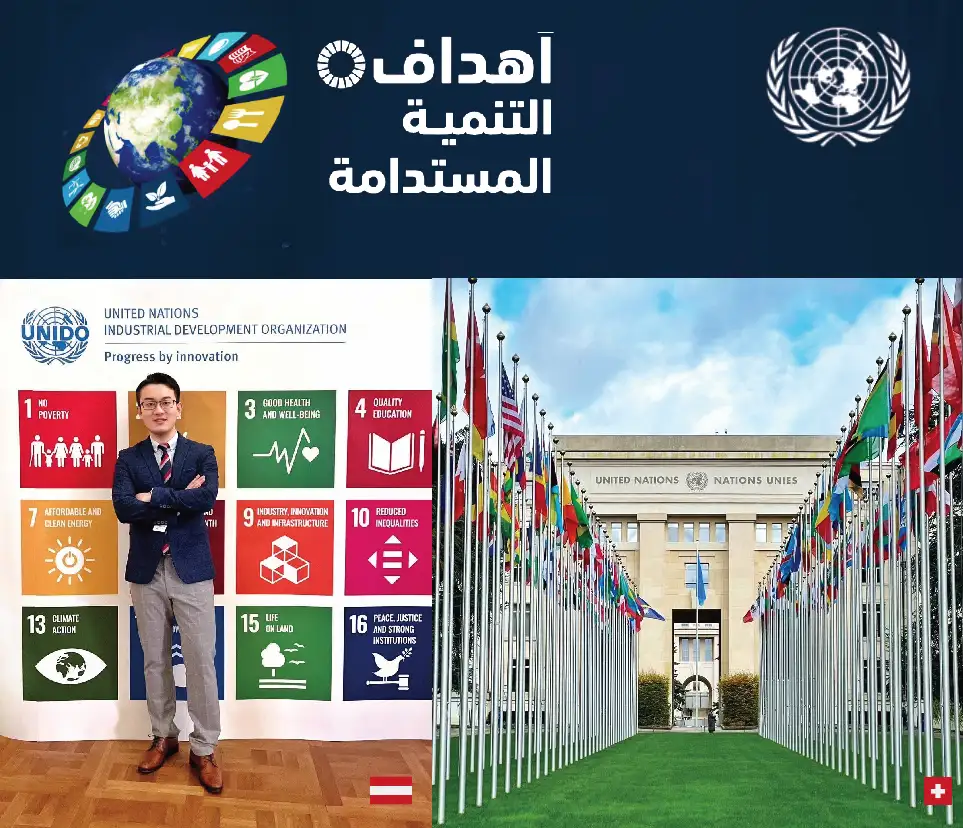 أهداف
التنمية
المستدامة
UNIDO
UNITED NATIONS
INDUSTRIAL DEVELOPMENT ORGANIZATION
Progress by innovation
1 NO
POVERTY
3 GOOD HEALTH
AND WELL-BEING
4 QUALITY
EDUCATION
7 AFFORDABLE AND
CLEAN ENERGY
9 INDUSTRY, INNOVATION
AND INFRASTRUCTURE
10 REDUCED
INEQUALITIES
13 CLIMATE
ACTION
15 LIFE
ON LAND
16 PEACE, JUSTICE
AND STRONG
INSTITUTIONS
UNITED NATIONS NATIONS UNIES